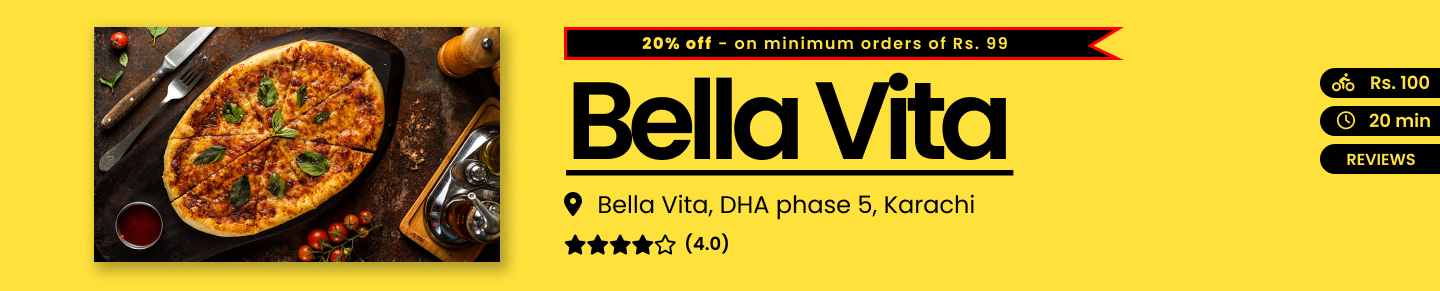 20% off - on minimum orders of Rs. 99
Bella Vita
Bella Vita, DHA phase 5, Karachi
(4.0)
Rs. 100
20 min
REVIEWS